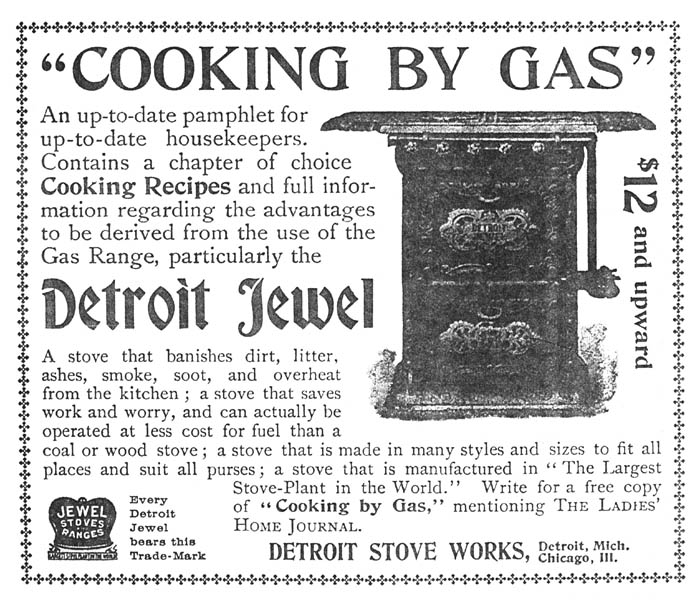 “COOKING BY GAS”
An up-to-date pamphlet for
up-to-date housekeepers.
Contains a chapter of choice
Cooking Recipes and full infor-
mation regarding the advantages
to be derived from the use of the
Gas Range, particularly the
Detroit Jewel
$12 and upward
DETROIT
A stove that banishes dirt, litter,
ashes, smoke, soot, and overheat
from the kitchen ; a stove that saves
work and worry, and can actually be
operated at less cost for fuel than a
coal or wood stove ; a stove that is made in many styles and sizes to fit all
places and suit all purses ; a stove that is manufactured in “ The Largest
Stove-Plant in the World.” Write for a free copy
of “Cooking by Gas,” mentioning THE LADIES’
HOME JOURNAL.
JEWEL
STOVES
RANGES
Every
Detroit
Jewel
bears this
Trade-Mark
DETROIT STOVE WORKS, Detroit, Mich.
Chicago, Ill.